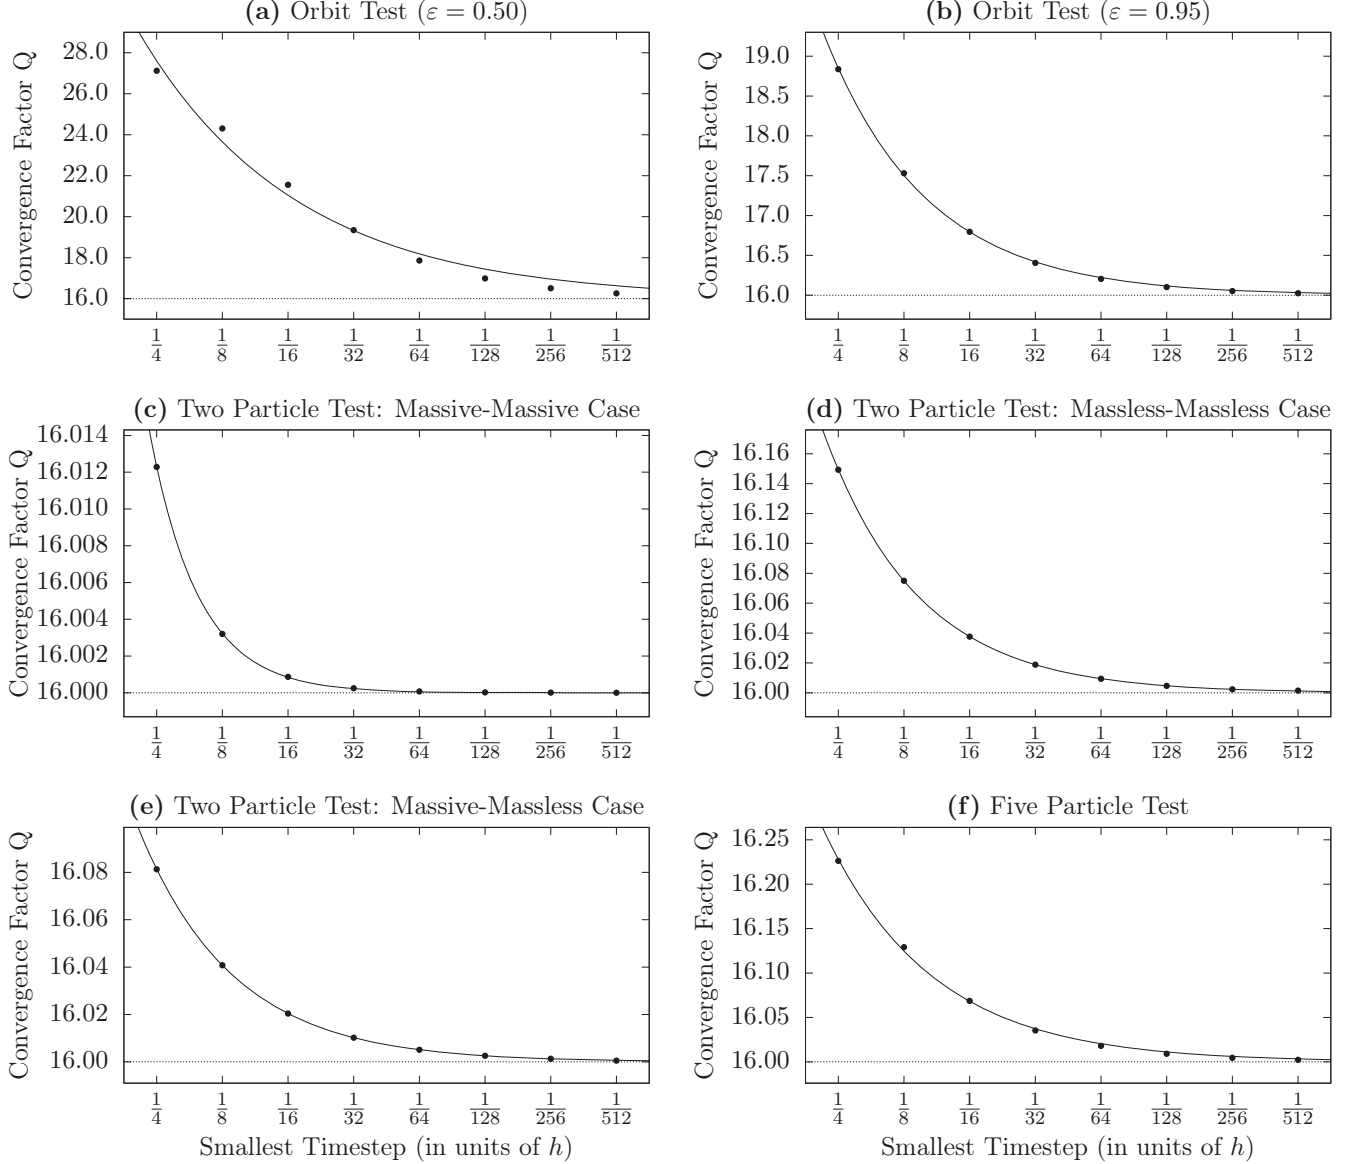 (a) Orbit Test (ε = 0.50)
Convergence Factor Q
28.0
26.0
24.0
22.0
20.0
18.0
16.0
1/4 1/8 1/16 1/32 1/64 1/128 1/256 1/512
(b) Orbit Test (ε = 0.95)
Convergence Factor Q
19.0
18.5
18.0
17.5
17.0
16.5
16.0
1/4 1/8 1/16 1/32 1/64 1/128 1/256 1/512
(c) Two Particle Test: Massive-Massive Case
Convergence Factor Q
16.014
16.012
16.010
16.008
16.006
16.004
16.002
16.000
1/4 1/8 1/16 1/32 1/64 1/128 1/256 1/512
(d) Two Particle Test: Massless-Massless Case
Convergence Factor Q
16.16
16.14
16.12
16.10
16.08
16.06
16.04
16.02
16.00
1/4 1/8 1/16 1/32 1/64 1/128 1/256 1/512
(e) Two Particle Test: Massive-Massless Case
Convergence Factor Q
16.08
16.06
16.04
16.02
16.00
1/4 1/8 1/16 1/32 1/64 1/128 1/256 1/512
Smallest Timestep (in units of h)
(f) Five Particle Test
Convergence Factor Q
16.25
16.20
16.15
16.10
16.05
16.00
1/4 1/8 1/16 1/32 1/64 1/128 1/256 1/512
Smallest Timestep (in units of h)